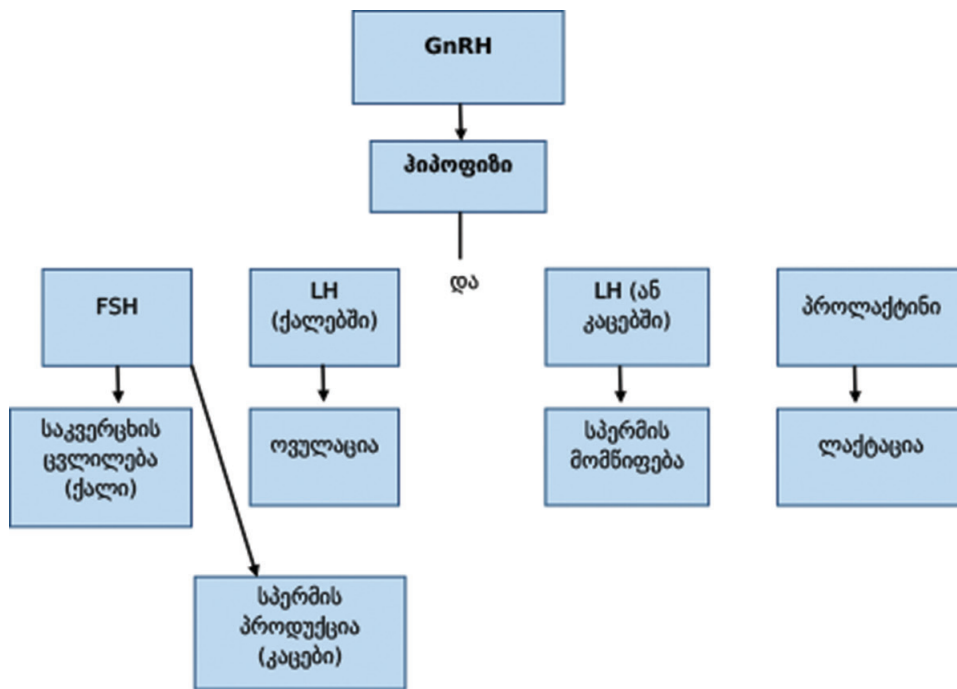 GnRH
ჰიპოფიზი
და
FSH
LH
(ქალებში)
LH (ან
კაცებში)
პროლაქტინი
საკვერცხის
ცვლილება
(ქალი)
ოვულაცია
სპერმის
მომწიფება
ლაქტაცია
სპერმის
პროდუქცია
(კაცები)